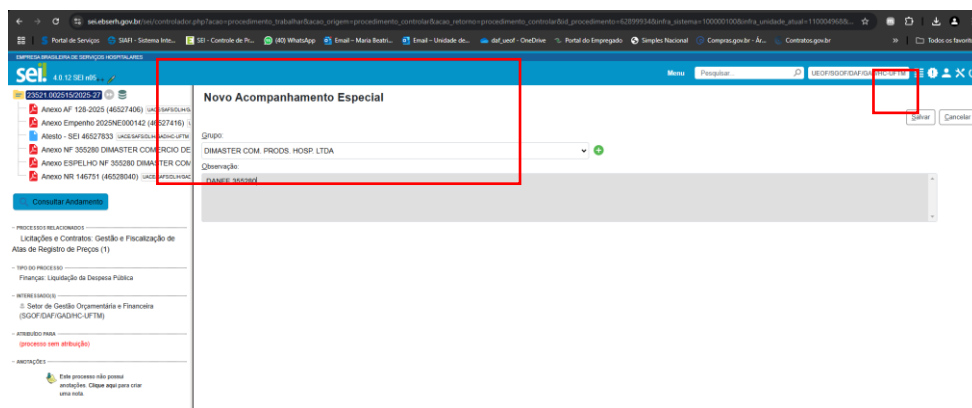 sei.ebserh.gov.br/sei/controlador.php?acao=procedimento_trabalhar&acao_origem=procedimento_controlar&acao_retorno=procedimento_controlar&id_procedimento=62899934&infra_sistema=100000100&infra_unidade_atual=110004968&...
Portal de Serviços SIAFI - Sistema Inte... SEI - Controle de Pr... (40) WhatsApp Email – Maria Beatri... Email – Unidade de... daf_ueof - OneDrive Portal do Empregado Simples Nacional Compras.gov.br - Ár... Contratos.gov.br » Todos os favorit
EMPRESA BRASILEIRA DE SERVIÇOS HOSPITALARES
sei! 4.0.12 SEI n05
Menu Pesquisar... UEOF/SGOF/DAF/GAD/HC-UFTM
23521.002515/2025-27
Anexo AF 128-2025 (46527406)
Anexo Empenho 2025NE000142 (46527416)
Atesto - SEI 46527833
Anexo NF 355280 DIMASTER COMERCIO DE
Anexo ESPELHO NF 355280 DIMASTER COM
Anexo NR 146751 (46528040)
Consultar Andamento
PROCESSOS RELACIONADOS
Licitações e Contratos: Gestão e Fiscalização de
Atas de Registro de Preços (1)
TIPO DO PROCESSO
Finanças: Liquidação da Despesa Pública
INTERESSADO(S)
Setor de Gestão Orçamentária e Financeira
(SGOF/DAF/GAD/HC-UFTM)
ATRIBUÍDO PARA
(processo sem atribuição)
ANOTAÇÕES
Este processo não possui
anotações. Clique aqui para criar
uma nota.
Novo Acompanhamento Especial
Salvar Cancelar
Grupo:
DIMASTER COM. PRODS. HOSP. LTDA
Observação:
DANFE 355280